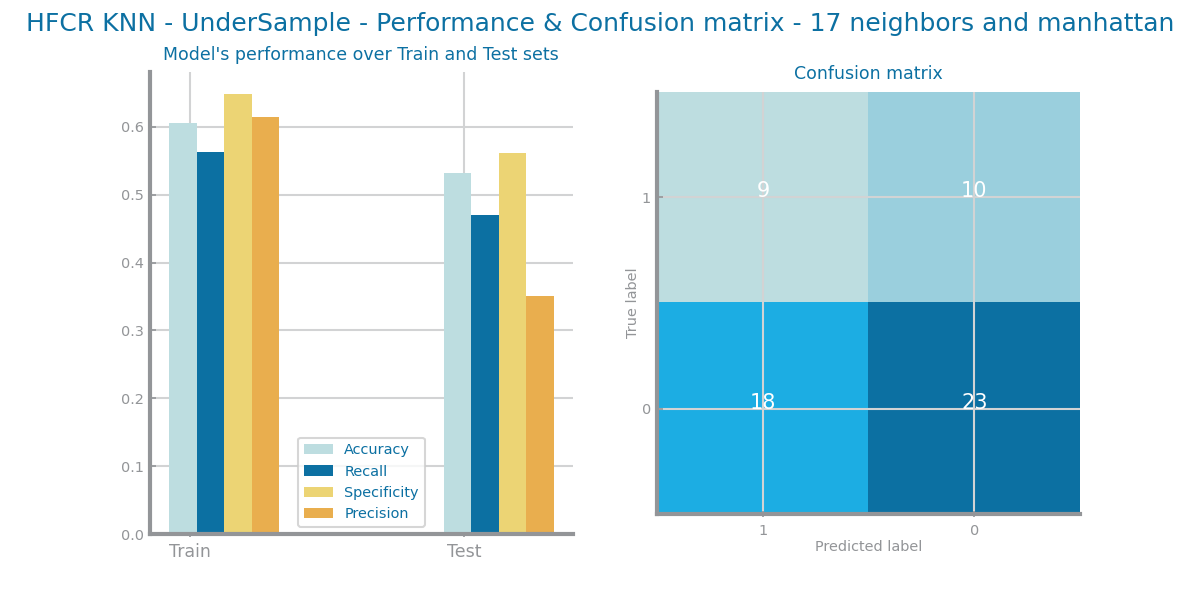 HFCR KNN - UnderSample - Performance & Confusion matrix - 17 neighbors and manhattan
Model's performance over Train and Test sets
0.6
0.5
0.4
0.3
0.2
0.1
0.0
Train
Test
Accuracy
Recall
Specificity
Precision
Confusion matrix
True label
1
0
9
10
18
23
1
0
Predicted label